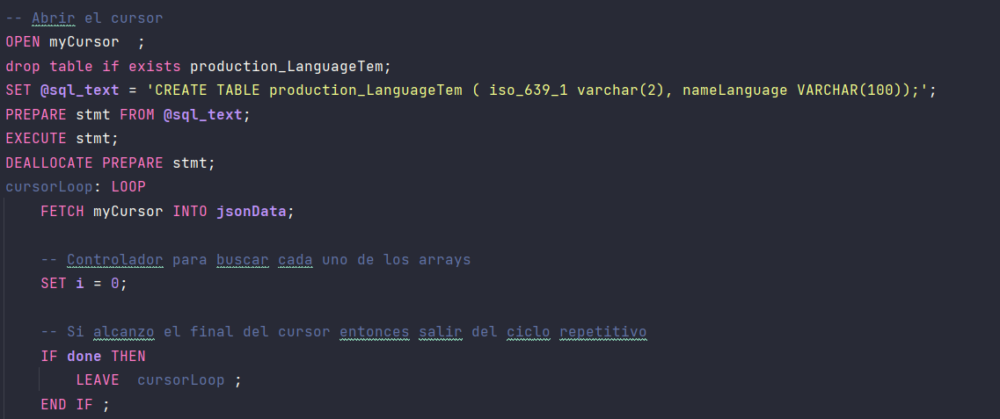 -- Abrir el cursor
OPEN myCursor  ;
drop table if exists production_LanguageTem;
SET @sql_text = 'CREATE TABLE production_LanguageTem ( iso_639_1 varchar(2), nameLanguage VARCHAR(100));';
PREPARE stmt FROM @sql_text;
EXECUTE stmt;
DEALLOCATE PREPARE stmt;
cursorLoop: LOOP
    FETCH myCursor INTO jsonData;
    -- Controlador para buscar cada uno de los arrays
    SET i = 0;
    -- Si alcanzo el final del cursor entonces salir del ciclo repetitivo
    IF done THEN
        LEAVE  cursorLoop ;
    END IF ;